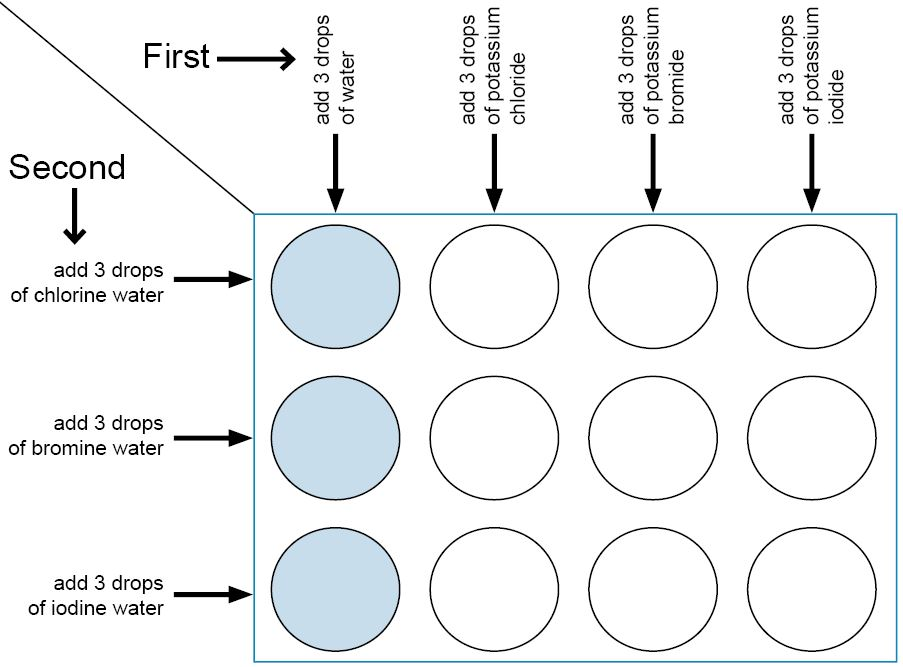 First
add 3 drops
of water
add 3 drops
of potassium
chloride
add 3 drops
of potassium
bromide
add 3 drops
of potassium
iodide
Second
add 3 drops
of chlorine water
add 3 drops
of bromine water
add 3 drops
of iodine water